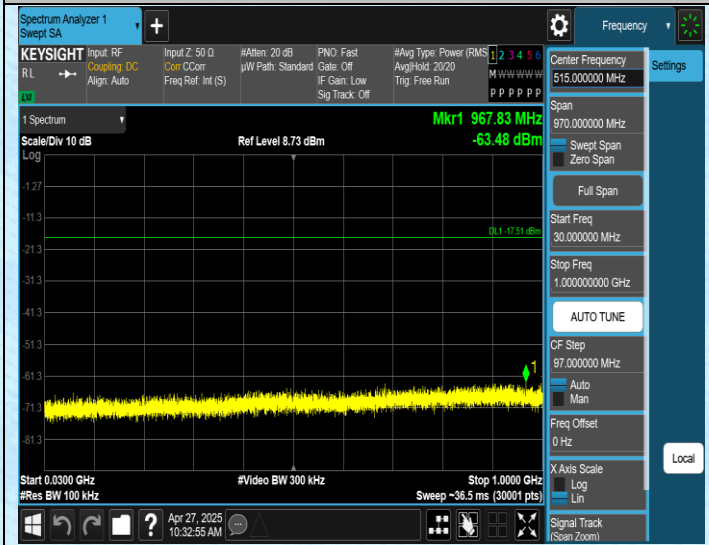 Spectrum Analyzer 1
Swept SA
+
Frequency
KEYSIGHT
RL
LU
Input: RF
Coupling: DC
Align: Auto
Input Z: 50 Ω
Corr CCorr
Freq Ref: Int (S)
#Atten: 20 dB
µW Path: Standard
PNO: Fast
Gate: Off
IF Gain: Low
Sig Track: Off
#Avg Type: Power (RMS
Avg|Hold: 20/20
Trig: Free Run
1 2 3 4 5 6
M W W W W W
P P P P P P
1 Spectrum
Scale/Div 10 dB
Log
Ref Level 8.73 dBm
Mkr1 967.83 MHz
-63.48 dBm
-1.27
-11.3
DL1 -17.51 dBm
-21.3
-31.3
-41.3
-51.3
-61.3
1
-71.3
-81.3
Start 0.0300 GHz
#Video BW 300 kHz
Stop 1.0000 GHz
#Res BW 100 kHz
Sweep ~36.5 ms (30001 pts)
?
Apr 27, 2025
10:32:55 AM
Center Frequency
515.000000 MHz
Settings
Span
970.000000 MHz
Swept Span
Zero Span
Full Span
Start Freq
30.000000 MHz
Stop Freq
1.000000000 GHz
AUTO TUNE
CF Step
97.000000 MHz
Auto
Man
Freq Offset
0 Hz
Local
X Axis Scale
Log
Lin
Signal Track
(Span Zoom)